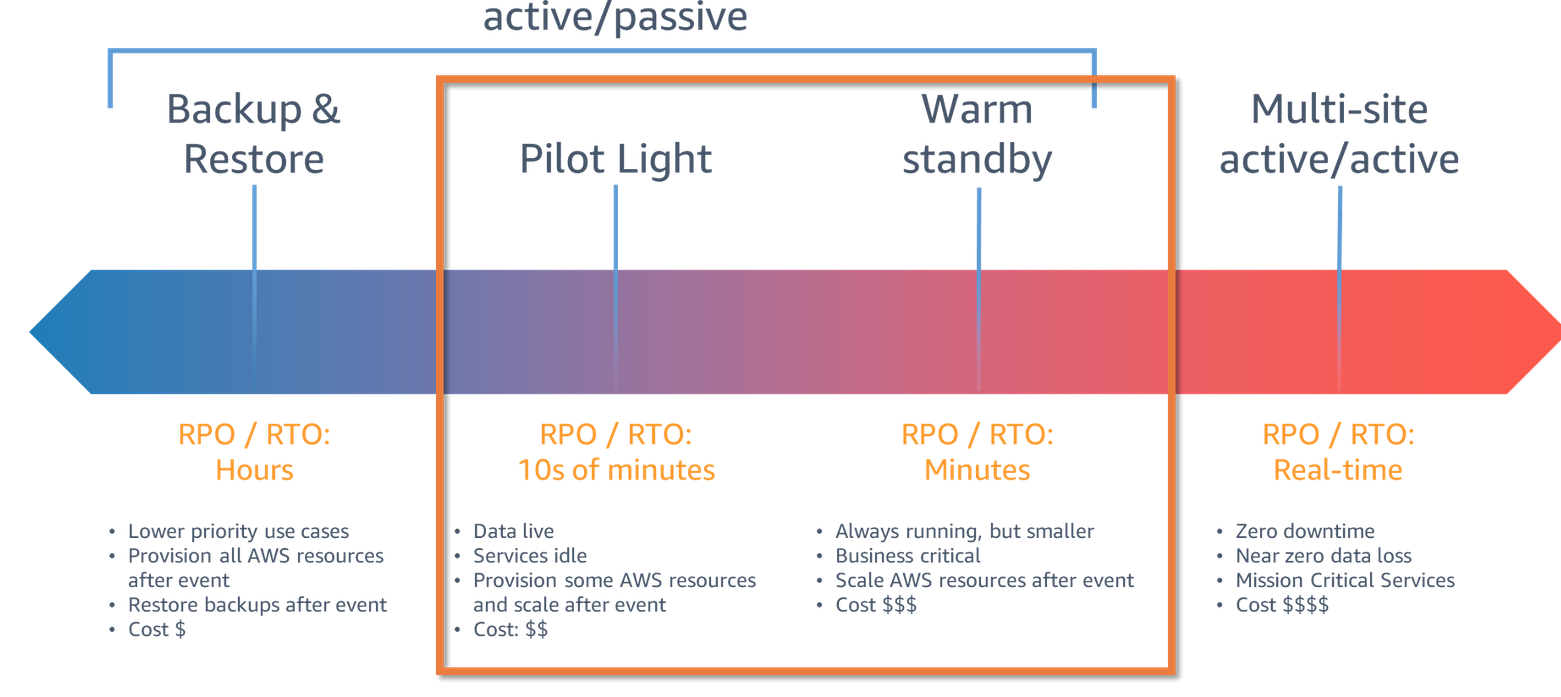 active/passive
Backup &
Restore
Pilot Light
Warm
standby
Multi-site
active/active
RPO / RTO:
Hours
RPO / RTO:
10s of minutes
RPO / RTO:
Minutes
RPO / RTO:
Real-time
• Lower priority use cases
• Provision all AWS resources
after event
• Restore backups after event
• Cost $
• Data live
• Services idle
• Provision some AWS resources
and scale after event
• Cost: $$
• Always running, but smaller
• Business critical
• Scale AWS resources after event
• Cost $$$
• Zero downtime
• Near zero data loss
• Mission Critical Services
• Cost $$$$